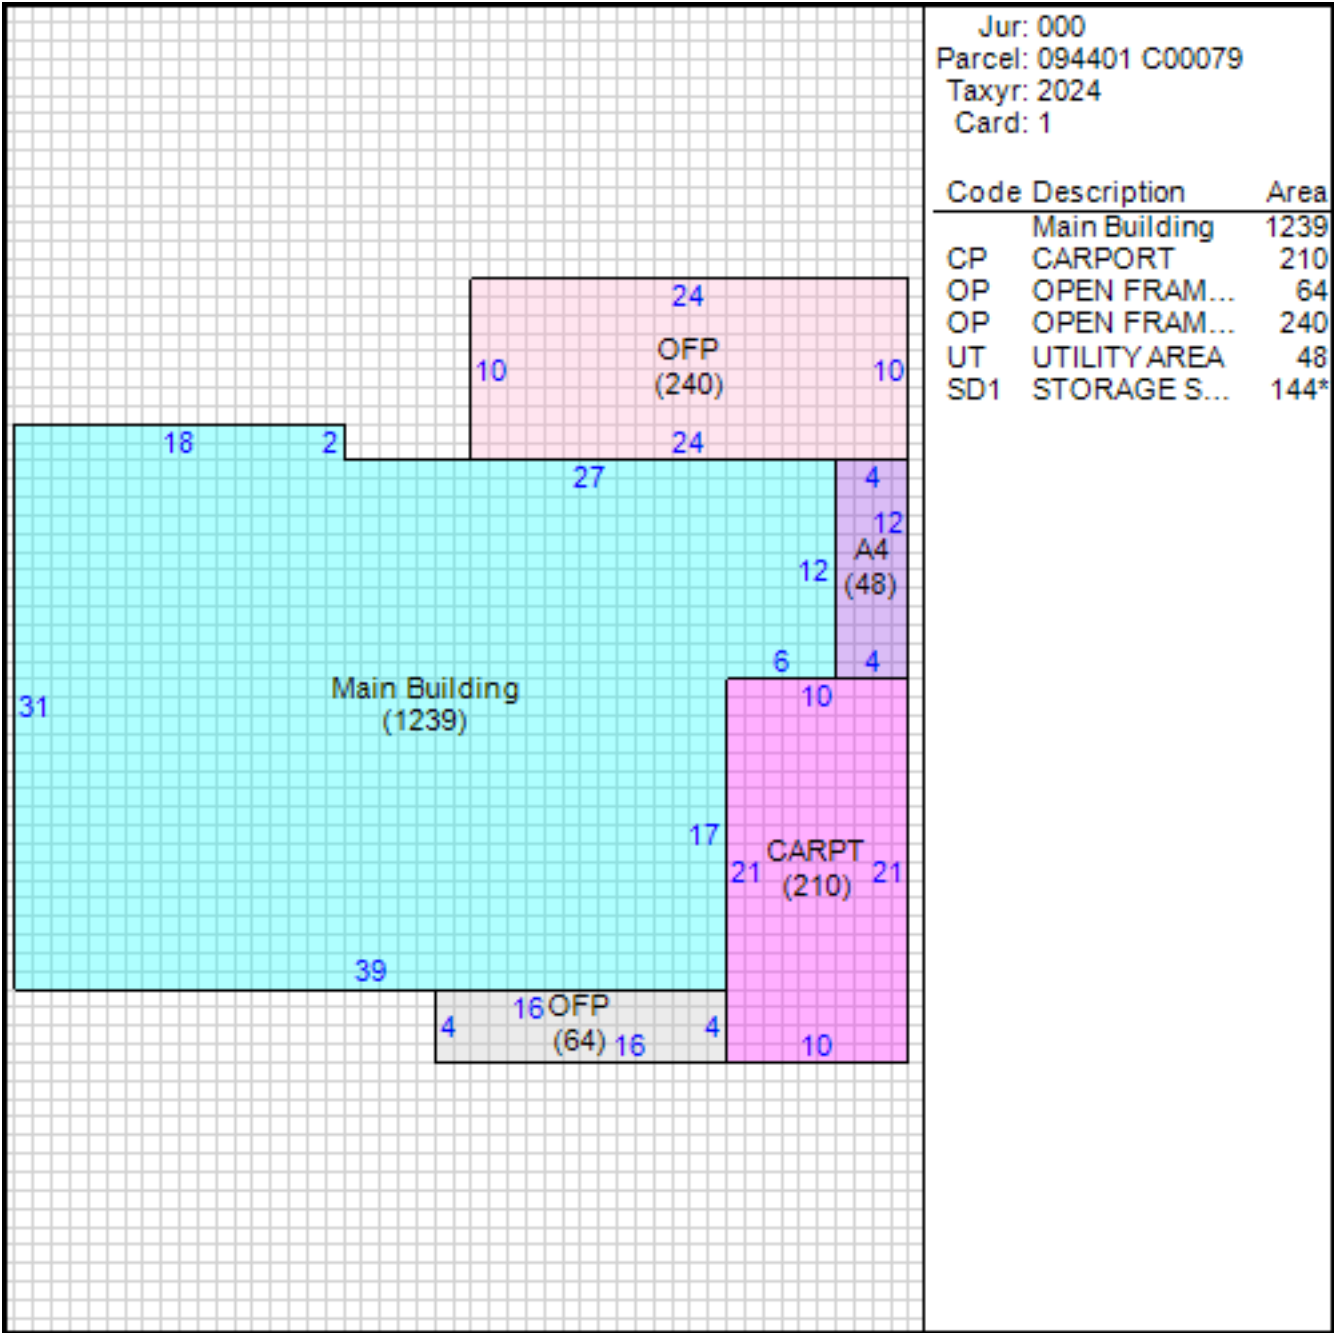 Jur: 000
Parcel: 094401 C00079
Taxyr: 2024
Card: 1
Code Description Area
Main Building 1239
CP CARPORT 210
OP OPEN FRAM... 64
OP OPEN FRAM... 240
UT UTILITY AREA 48
SD1 STORAGE S... 144*
24
OFP
(240)
10 10
24
18 2
27
4
12
A4
(48)
12
6 4
10
Main Building
(1239)
31
17
CARPT
(210)
21 21
39
16 OFP
(64)
4 4
16
10